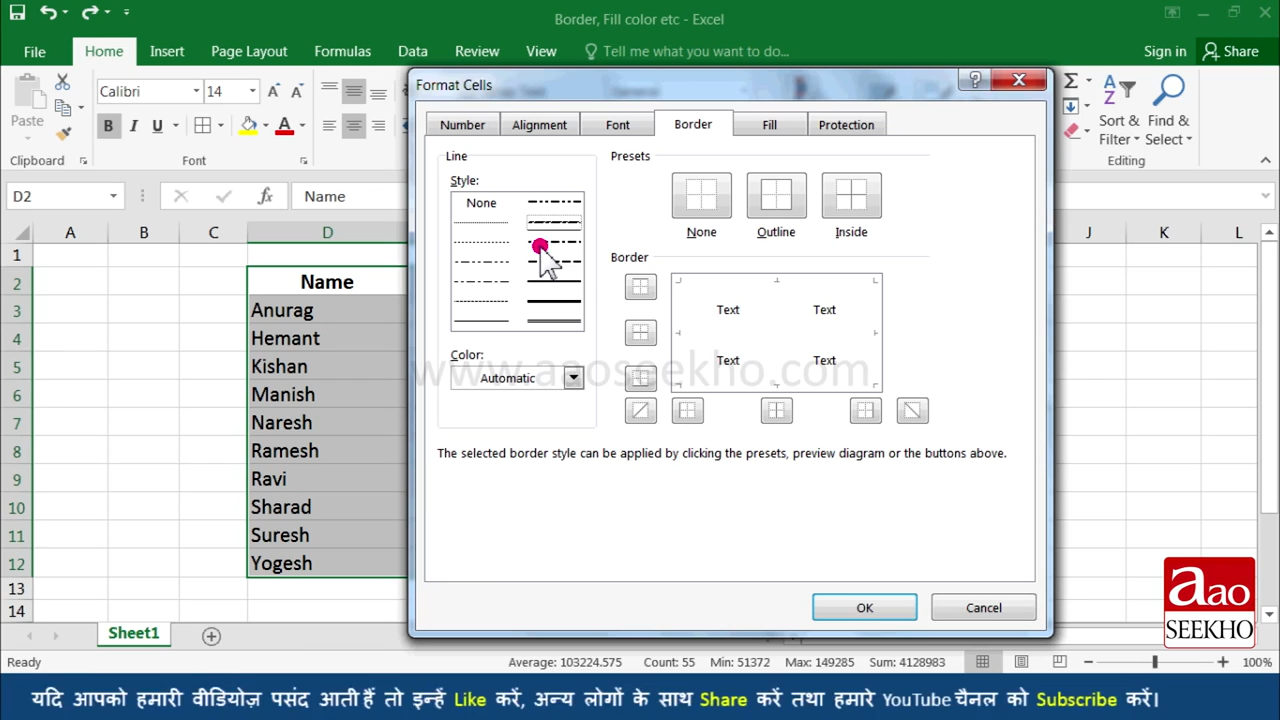 Border, Fill color etc - Excel
File Home Insert Page Layout Formulas Data Review View Tell me what you want to do... Sign in Share
Calibri 14
Paste
B I U A
Clipboard Font
Σ A Z
Sort & Filter Find & Select
Editing
D2 fx Name
A B C D J K L
1
2 Name
3 Anurag
4 Hemant
5 Kishan
6 Manish
7 Naresh
8 Ramesh
9 Ravi
10 Sharad
11 Suresh
12 Yogesh
13
14
Format Cells ?
Number Alignment Font Border Fill Protection
Line
Style:
None
Color:
Automatic
Presets
None Outline Inside
Border
Text Text
Text Text
www.aaoseekho.com
The selected border style can be applied by clicking the presets, preview diagram or the buttons above.
OK Cancel
aao
SEEKHO
Sheet1
Ready Average: 103224.575 Count: 55 Min: 51372 Max: 149285 Sum: 4128983 100%
यदि आपको हमारी वीडियोज़ पसंद आती हैं तो इन्हें Like करें, अन्य लोगों के साथ Share करें तथा हमारे YouTube चैनल को Subscribe करें।